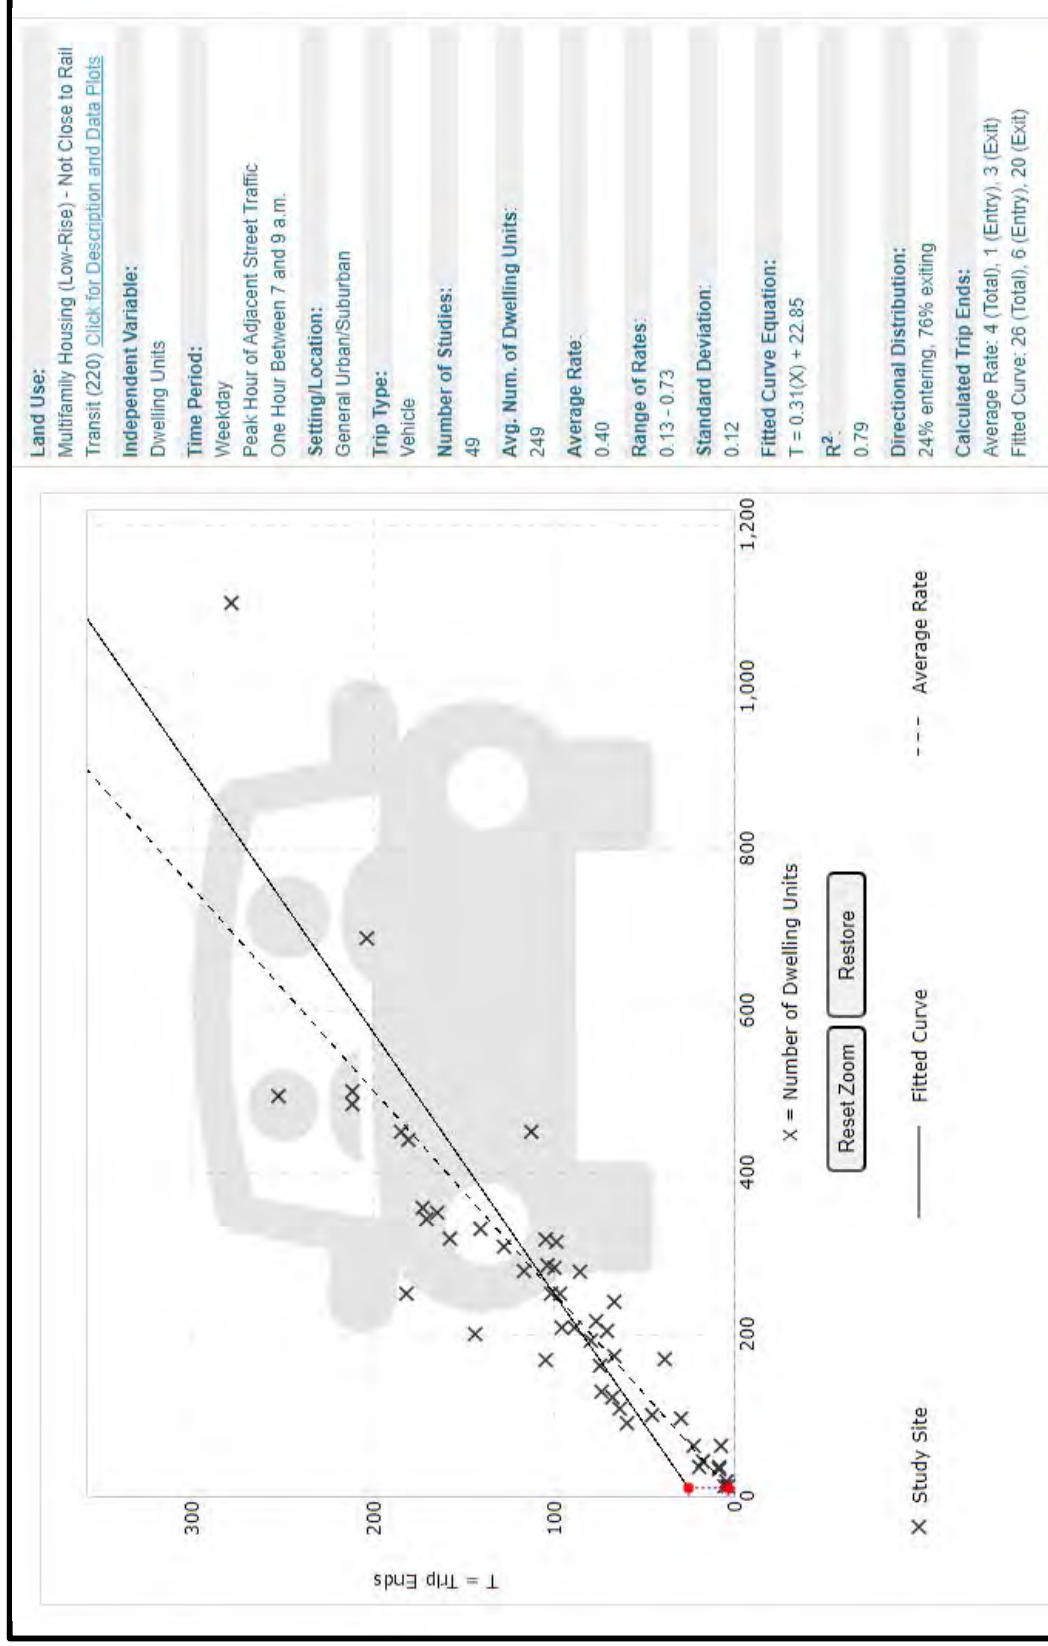 Land Use:
Multifamily Housing (Low-Rise) - Not Close to Rail
Transit (220) Click for Description and Data Plots
Independent Variable:
Dwelling Units
Time Period:
Weekday
Peak Hour of Adjacent Street Traffic
One Hour Between 7 and 9 a.m.
Setting/Location:
General Urban/Suburban
Trip Type:
Vehicle
Number of Studies:
49
Avg. Num. of Dwelling Units:
249
Average Rate:
0.40
Range of Rates:
0.13 - 0.73
Standard Deviation:
0.12
Fitted Curve Equation:
T = 0.31(X) + 22.85
R²:
0.79
Directional Distribution:
24% entering, 76% exiting
Calculated Trip Ends:
Average Rate: 4 (Total), 1 (Entry), 3 (Exit)
Fitted Curve: 26 (Total), 6 (Entry), 20 (Exit)
T = Trip Ends
300
200
100
0
0 200 400 600 800 1,000 1,200
X = Number of Dwelling Units
Reset Zoom Restore
Study Site Fitted Curve Average Rate